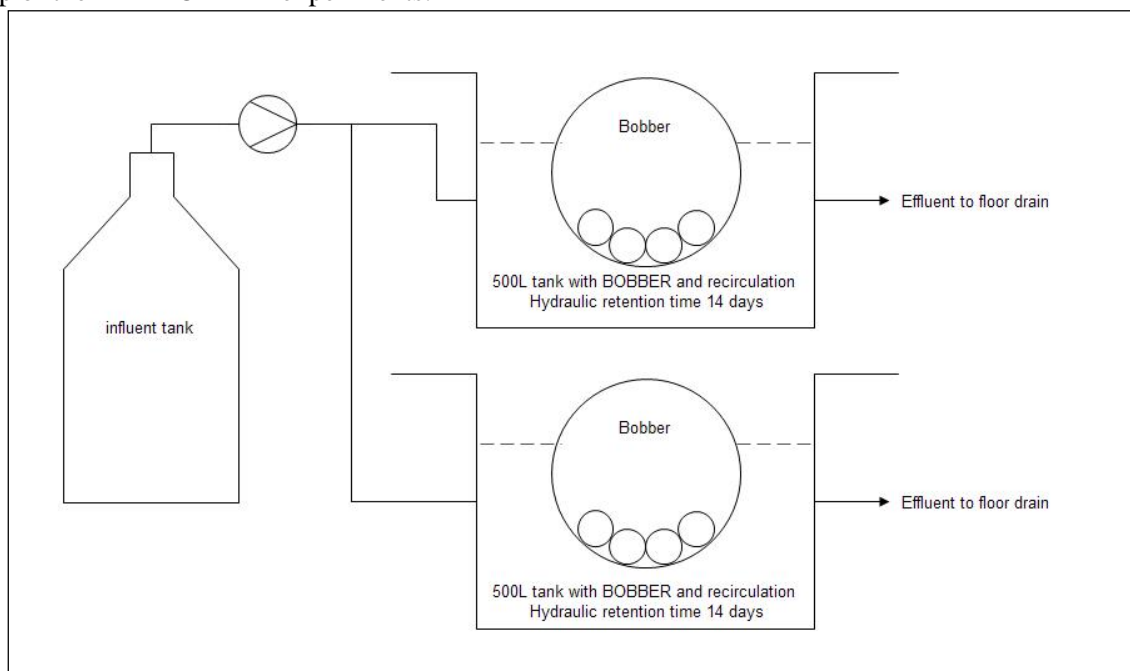 Bobber
Effluent to floor drain
500L tank with BOBBER and recirculation
Hydraulic retention time 14 days
influent tank
Bobber
Effluent to floor drain
500L tank with BOBBER and recirculation
Hydraulic retention time 14 days